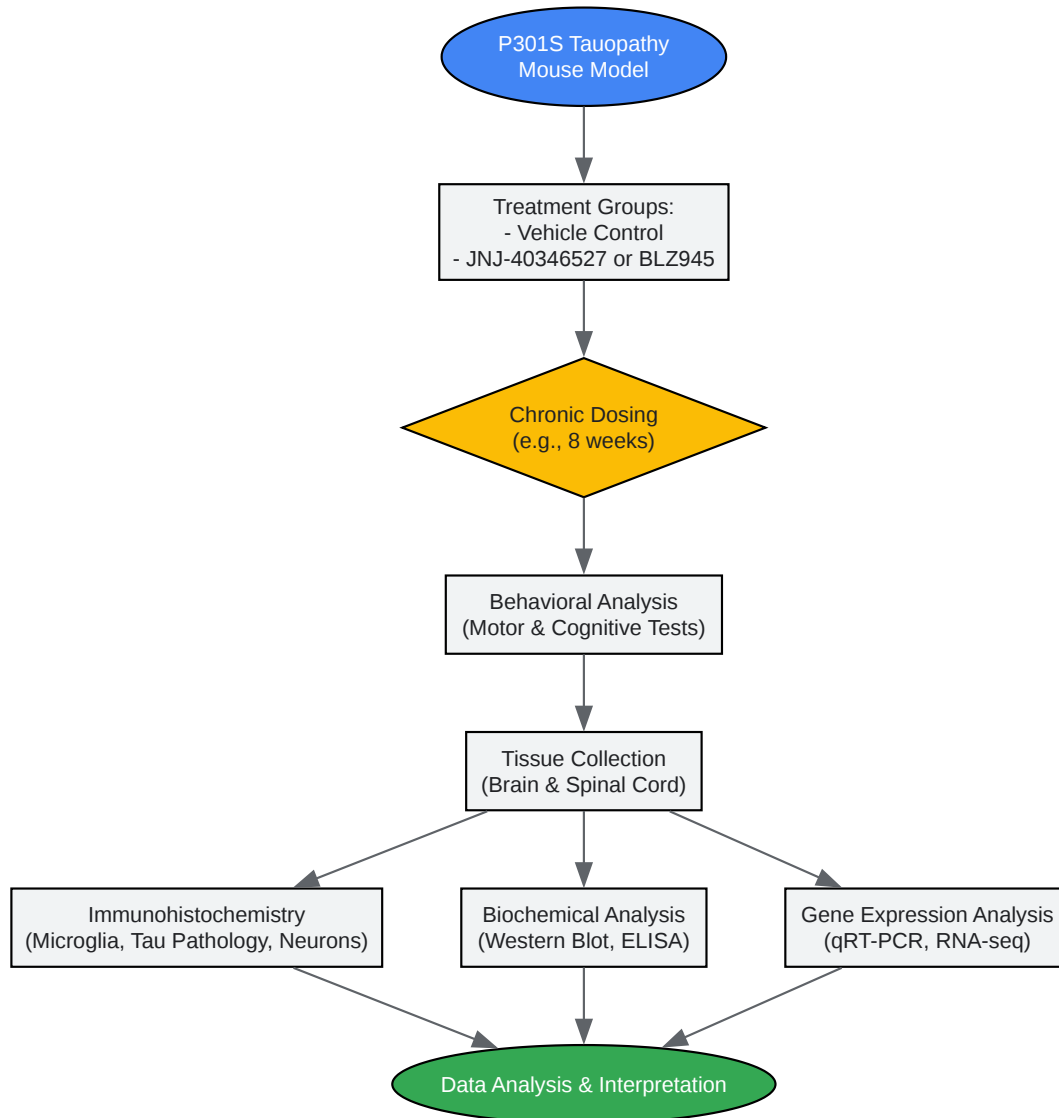 P301S Tauopathy
Mouse Model
Treatment Groups:
- Vehicle Control
- JNJ-40346527 or BLZ945
Chronic Dosing
(e.g., 8 weeks)
Behavioral Analysis
(Motor & Cognitive Tests)
Tissue Collection
(Brain & Spinal Cord)
Immunohistochemistry
(Microglia, Tau Pathology, Neurons)
Biochemical Analysis
(Western Blot, ELISA)
Gene Expression Analysis
(qRT-PCR, RNA-seq)
Data Analysis & Interpretation